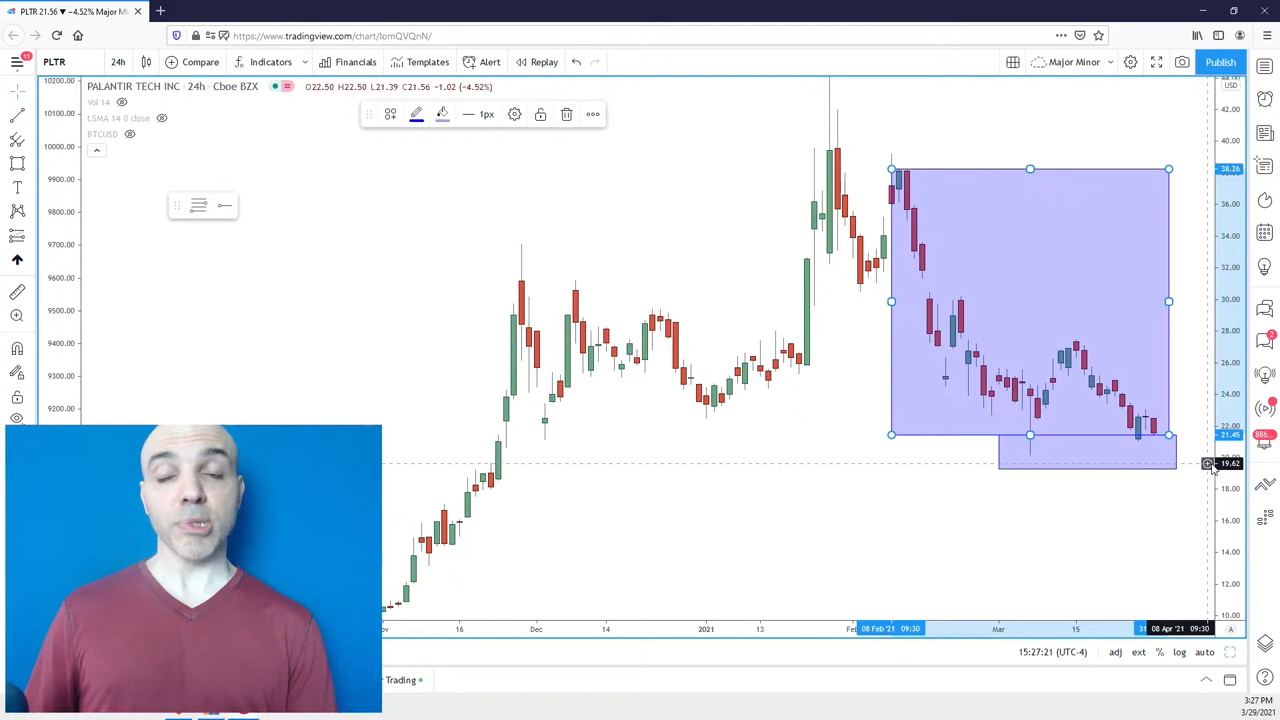 PLTR 21.56 ▼ −4.52% Major Mi
https://www.tradingview.com/chart/IomQVQnN/
11
PLTR
24h
Compare
Indicators
Financials
Templates
Alert
Replay
Major Minor
Publish
PALANTIR TECH INC · 24h · Cboe BZX
O22.50 H22.50 L21.39 C21.56 −1.02 (−4.52%)
Vol 14
LSMA 14 0 close
BTCUSD
1px
10200.00
10100.00
10000.00
9900.00
9800.00
9700.00
9600.00
9500.00
9400.00
9300.00
9200.00
USD
42.00
40.00
38.26
36.00
34.00
32.00
30.00
28.00
26.00
24.00
22.00
21.45
19.62
18.00
16.00
14.00
12.00
10.00
2
886...
16
Dec
14
2021
13
08 Feb '21 09:30
Mar
15
31
08 Apr '21 09:30
A
15:27:21 (UTC-4)
adj
ext
%
log
auto
Trading
3:27 PM
3/29/2021